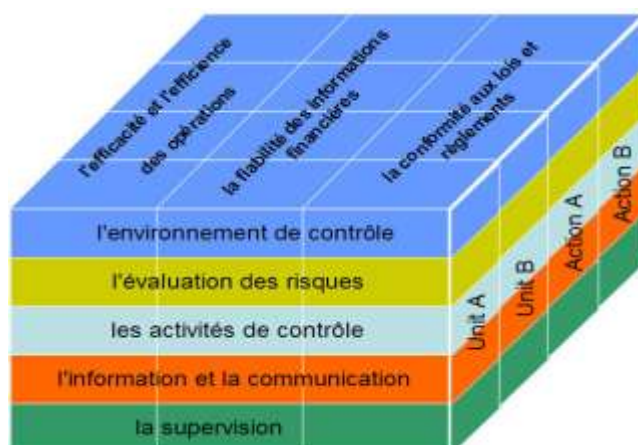 l'efficacité et l'efficience
des opérations
la fiabilité des informations
financières
la conformité aux lois et
règlements
l'environnement de contrôle
l'évaluation des risques
les activités de contrôle
l'information et la communication
la supervision
Unit A
Unit B
Action A
Action B